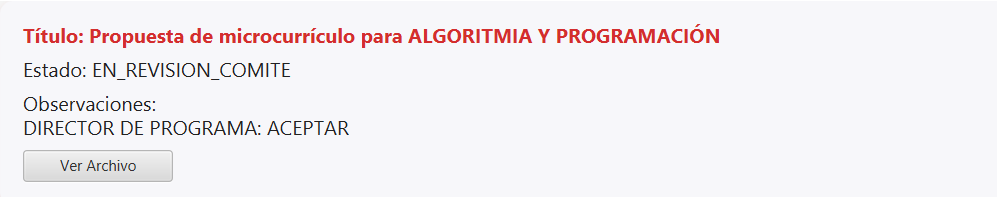 Título: Propuesta de microcurrículo para ALGORITMIA Y PROGRAMACIÓN
Estado: EN_REVISION_COMITE
Observaciones:
DIRECTOR DE PROGRAMA: ACEPTAR
Ver Archivo